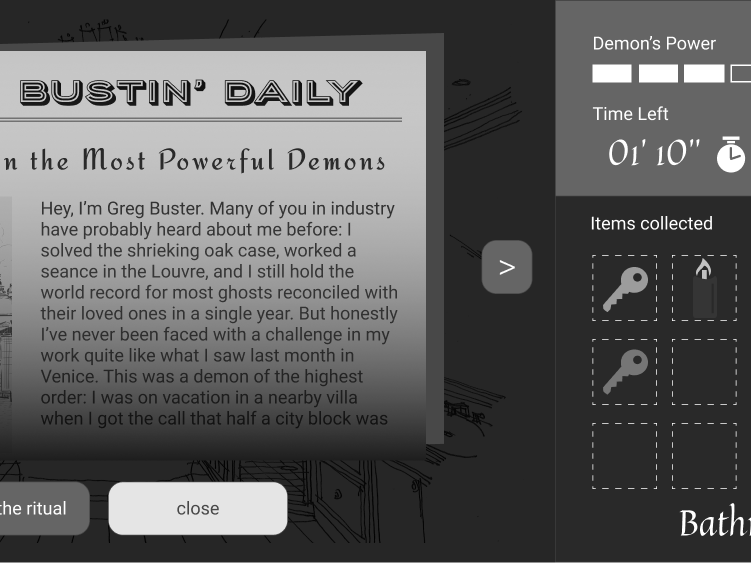 BUSTIN' DAILY
n the Most Powerful Demons
Hey, I'm Greg Buster. Many of you in industry
have probably heard about me before: I
solved the shrieking oak case, worked a
seance in the Louvre, and I still hold the
world record for most ghosts reconciled with
their loved ones in a single year. But honestly
I've never been faced with a challenge in my
work quite like what I saw last month in
Venice. This was a demon of the highest
order: I was on vacation in a nearby villa
when I got the call that half a city block was
the ritual
close
>
Demon's Power
Time Left
01' 10"
Items collected
Bath